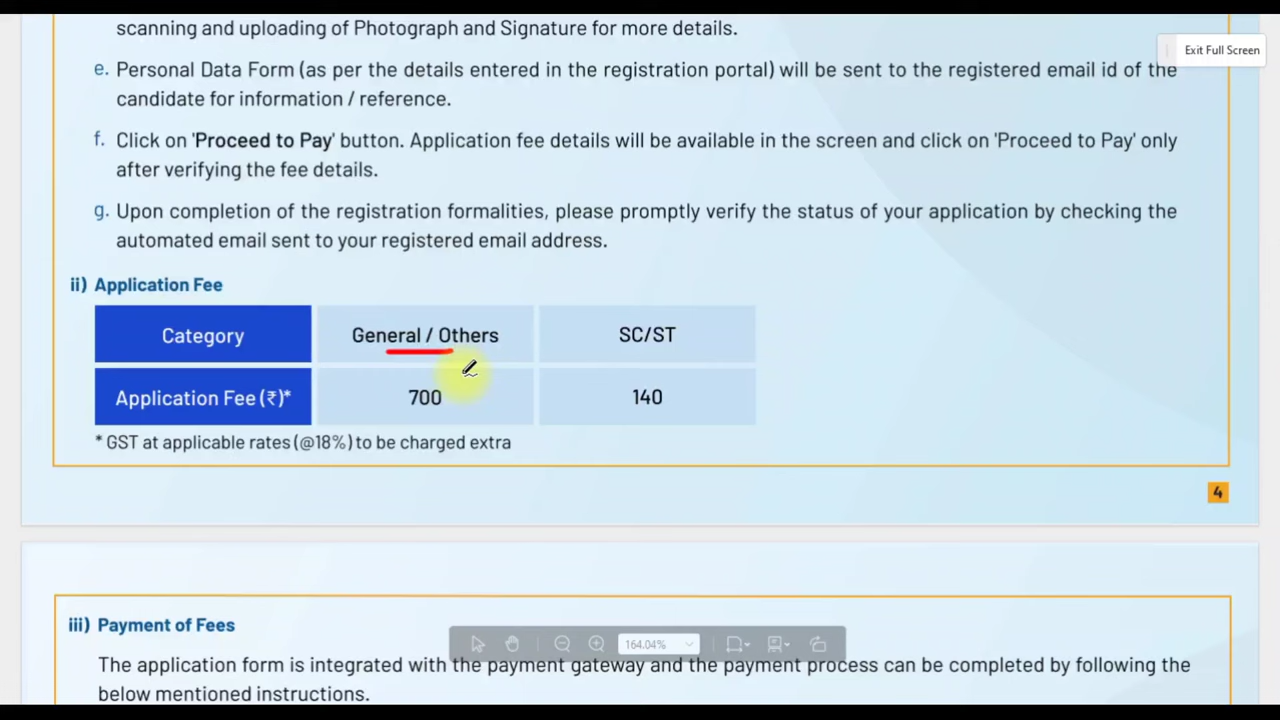 scanning and uploading of Photograph and Signature for more details.
Exit Full Screen
e. Personal Data Form (as per the details entered in the registration portal) will be sent to the registered email id of the
candidate for information / reference.
f. Click on 'Proceed to Pay' button. Application fee details will be available in the screen and click on 'Proceed to Pay' only
after verifying the fee details.
g. Upon completion of the registration formalities, please promptly verify the status of your application by checking the
automated email sent to your registered email address.
ii) Application Fee
Category General / Others SC/ST
Application Fee (₹)* 700 140
* GST at applicable rates (@18%) to be charged extra
4
iii) Payment of Fees
164.04%
The application form is integrated with the payment gateway and the payment process can be completed by following the
below mentioned instructions.